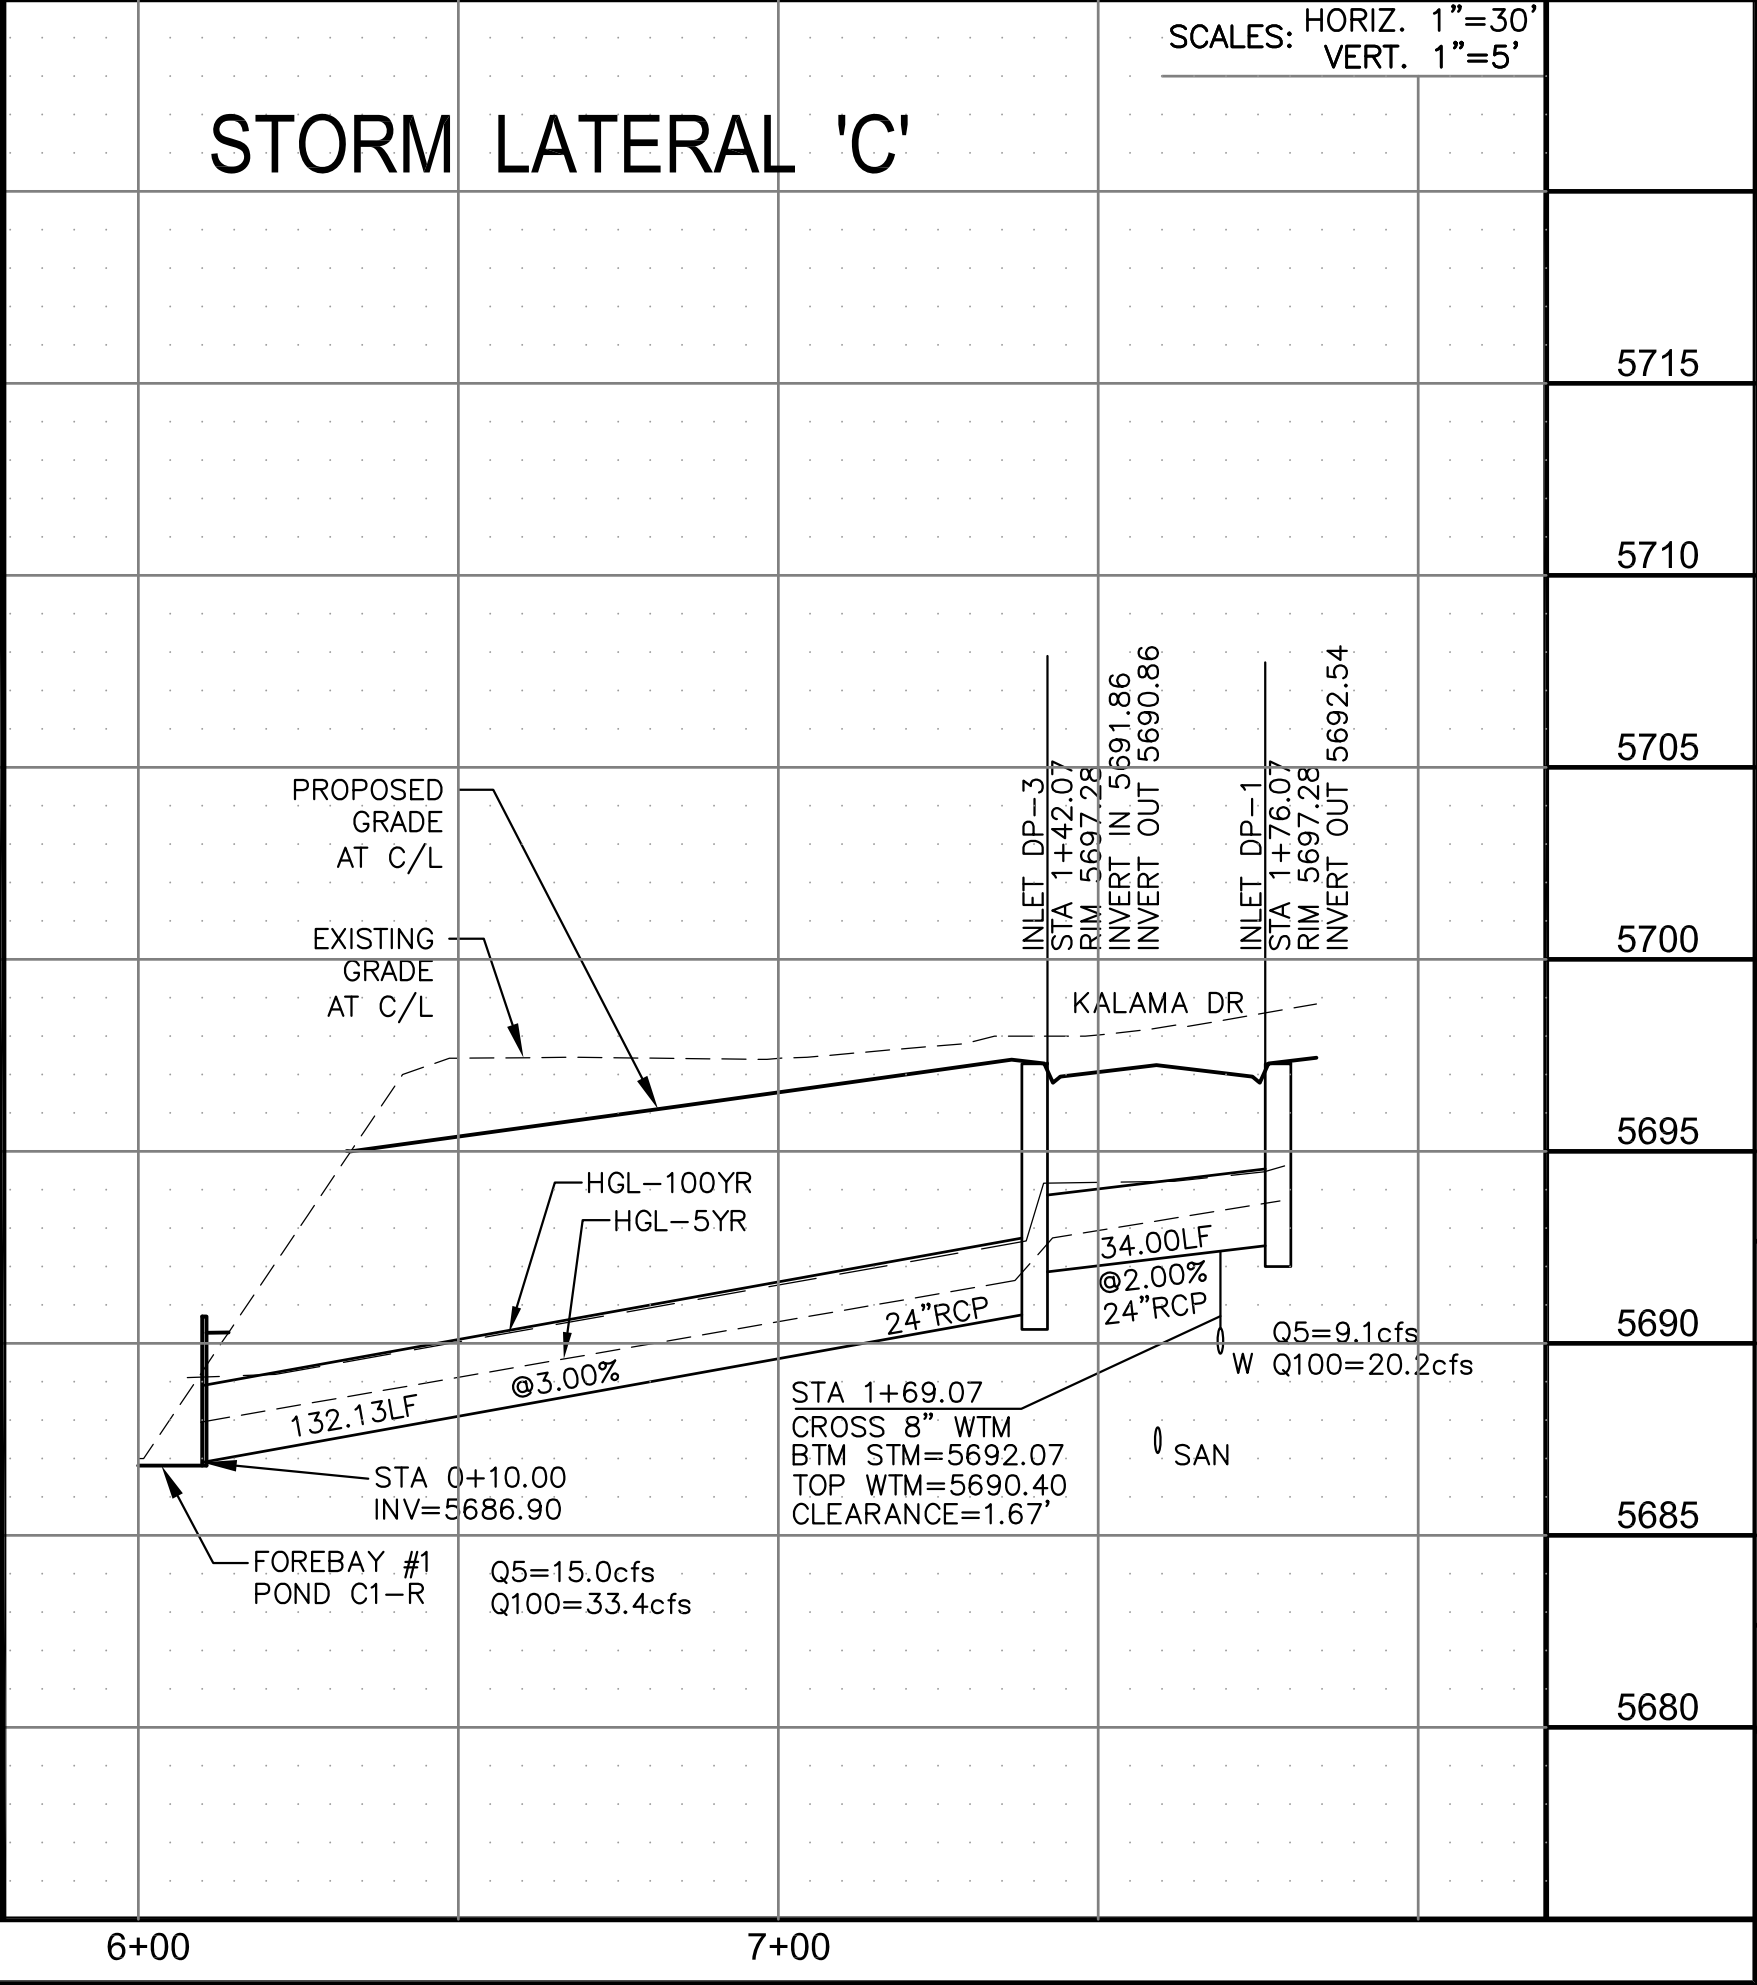 SCALES: HORIZ. 1"=30'
VERT. 1"=5'
STORM LATERAL 'C'
5715
5710
5705
5700
5695
5690
5685
5680
PROPOSED
GRADE
AT C/L
EXISTING
GRADE
AT C/L
INLET DP-3
STA 1+42.07
RIM 5697.28
INVERT IN 5691.86
INVERT OUT 5690.86
INLET DP-1
STA 1+76.07
RIM 5697.28
INVERT OUT 5692.54
KALAMA DR
HGL-100YR
HGL-5YR
34.00LF
@2.00%
24"RCP
24"RCP
@3.00%
132.13LF
Q5=9.1cfs
W Q100=20.2cfs
STA 1+69.07
CROSS 8" WTM
BTM STM=5692.07
TOP WTM=5690.40
CLEARANCE=1.67'
SAN
STA 0+10.00
INV=5686.90
FOREBAY #1
POND C1-R
Q5=15.0cfs
Q100=33.4cfs
6+00
7+00